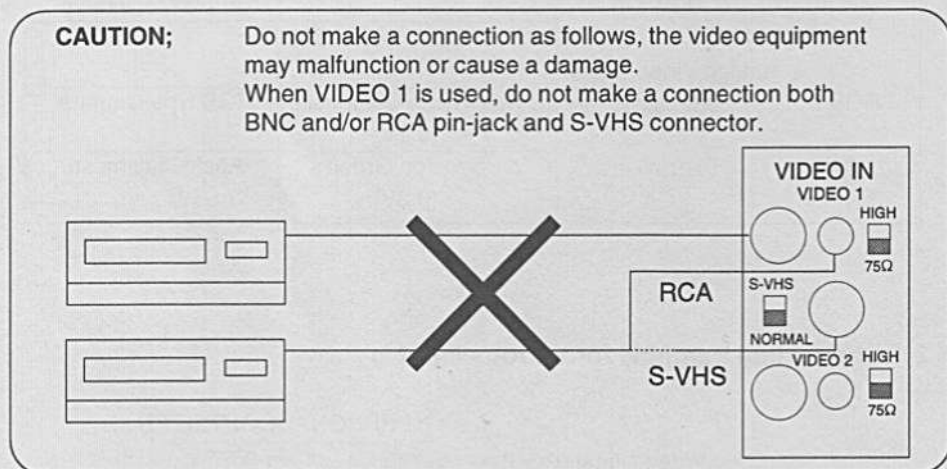 CAUTION; Do not make a connection as follows, the video equipment
may malfunction or cause a damage.
When VIDEO 1 is used, do not make a connection both
BNC and/or RCA pin-jack and S-VHS connector.
VIDEO IN
VIDEO 1
HIGH
75Ω
RCA
S-VHS
NORMAL
S-VHS
VIDEO 2
HIGH
75Ω